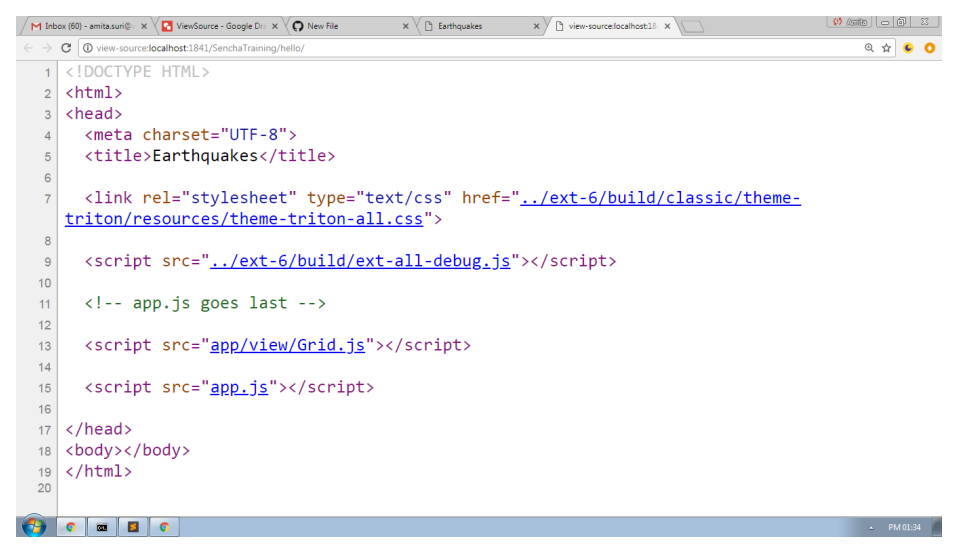 Inbox (60) - amita.suri@
ViewSource - Google Dri
New File
Earthquakes
view-source:localhost:18
Amita
view-source:localhost:1841/SenchaTraining/hello/
1 <!DOCTYPE HTML>
2 <html>
3 <head>
4 <meta charset="UTF-8">
5 <title>Earthquakes</title>
6
7 <link rel="stylesheet" type="text/css" href="../ext-6/build/classic/theme-
triton/resources/theme-triton-all.css">
8
9 <script src="../ext-6/build/ext-all-debug.js"></script>
10
11 <!-- app.js goes last -->
12
13 <script src="app/view/Grid.js"></script>
14
15 <script src="app.js"></script>
16
17 </head>
18 <body></body>
19 </html>
20
PM 01:34